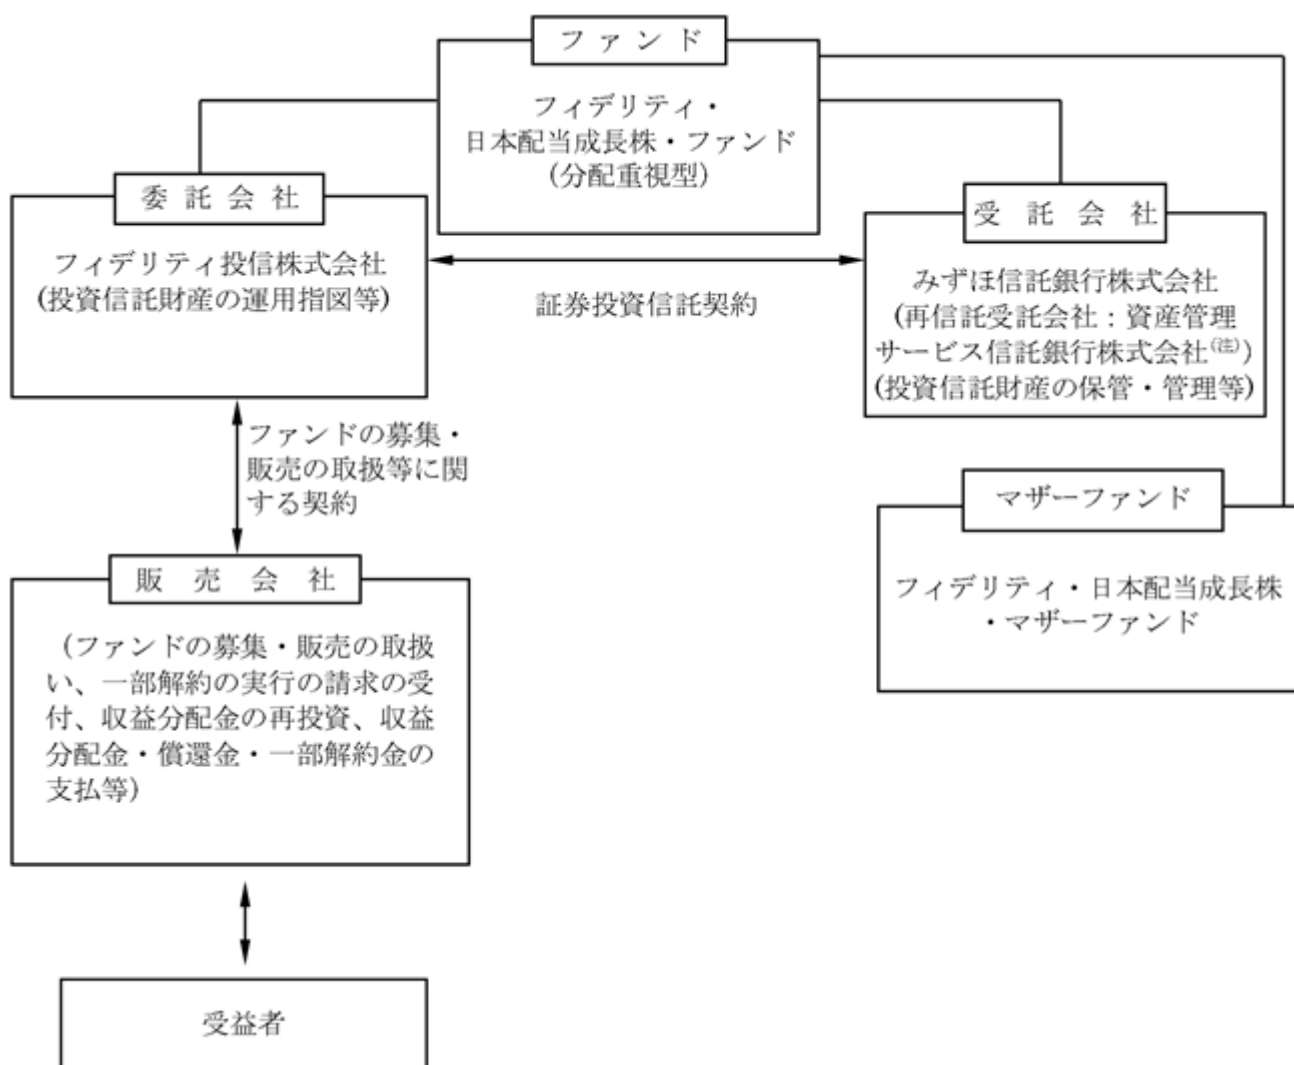 ファンド
フィデリティ・
日本配当成長株・ファンド
(分配重視型)
委託会社
フィデリティ投信株式会社
(投資信託財産の運用指図等)
証券投資信託契約
受託会社
みずほ信託銀行株式会社
(再信託受託会社：資産管理
サービス信託銀行株式会社(注))
(投資信託財産の保管・管理等)
ファンドの募集・
販売の取扱等に関
する契約
マザーファンド
フィデリティ・日本配当成長株
・マザーファンド
販売会社
(ファンドの募集・販売の取扱
い、一部解約の実行の請求の受
付、収益分配金の再投資、収益
分配金・償還金・一部解約金の
支払等)
受益者